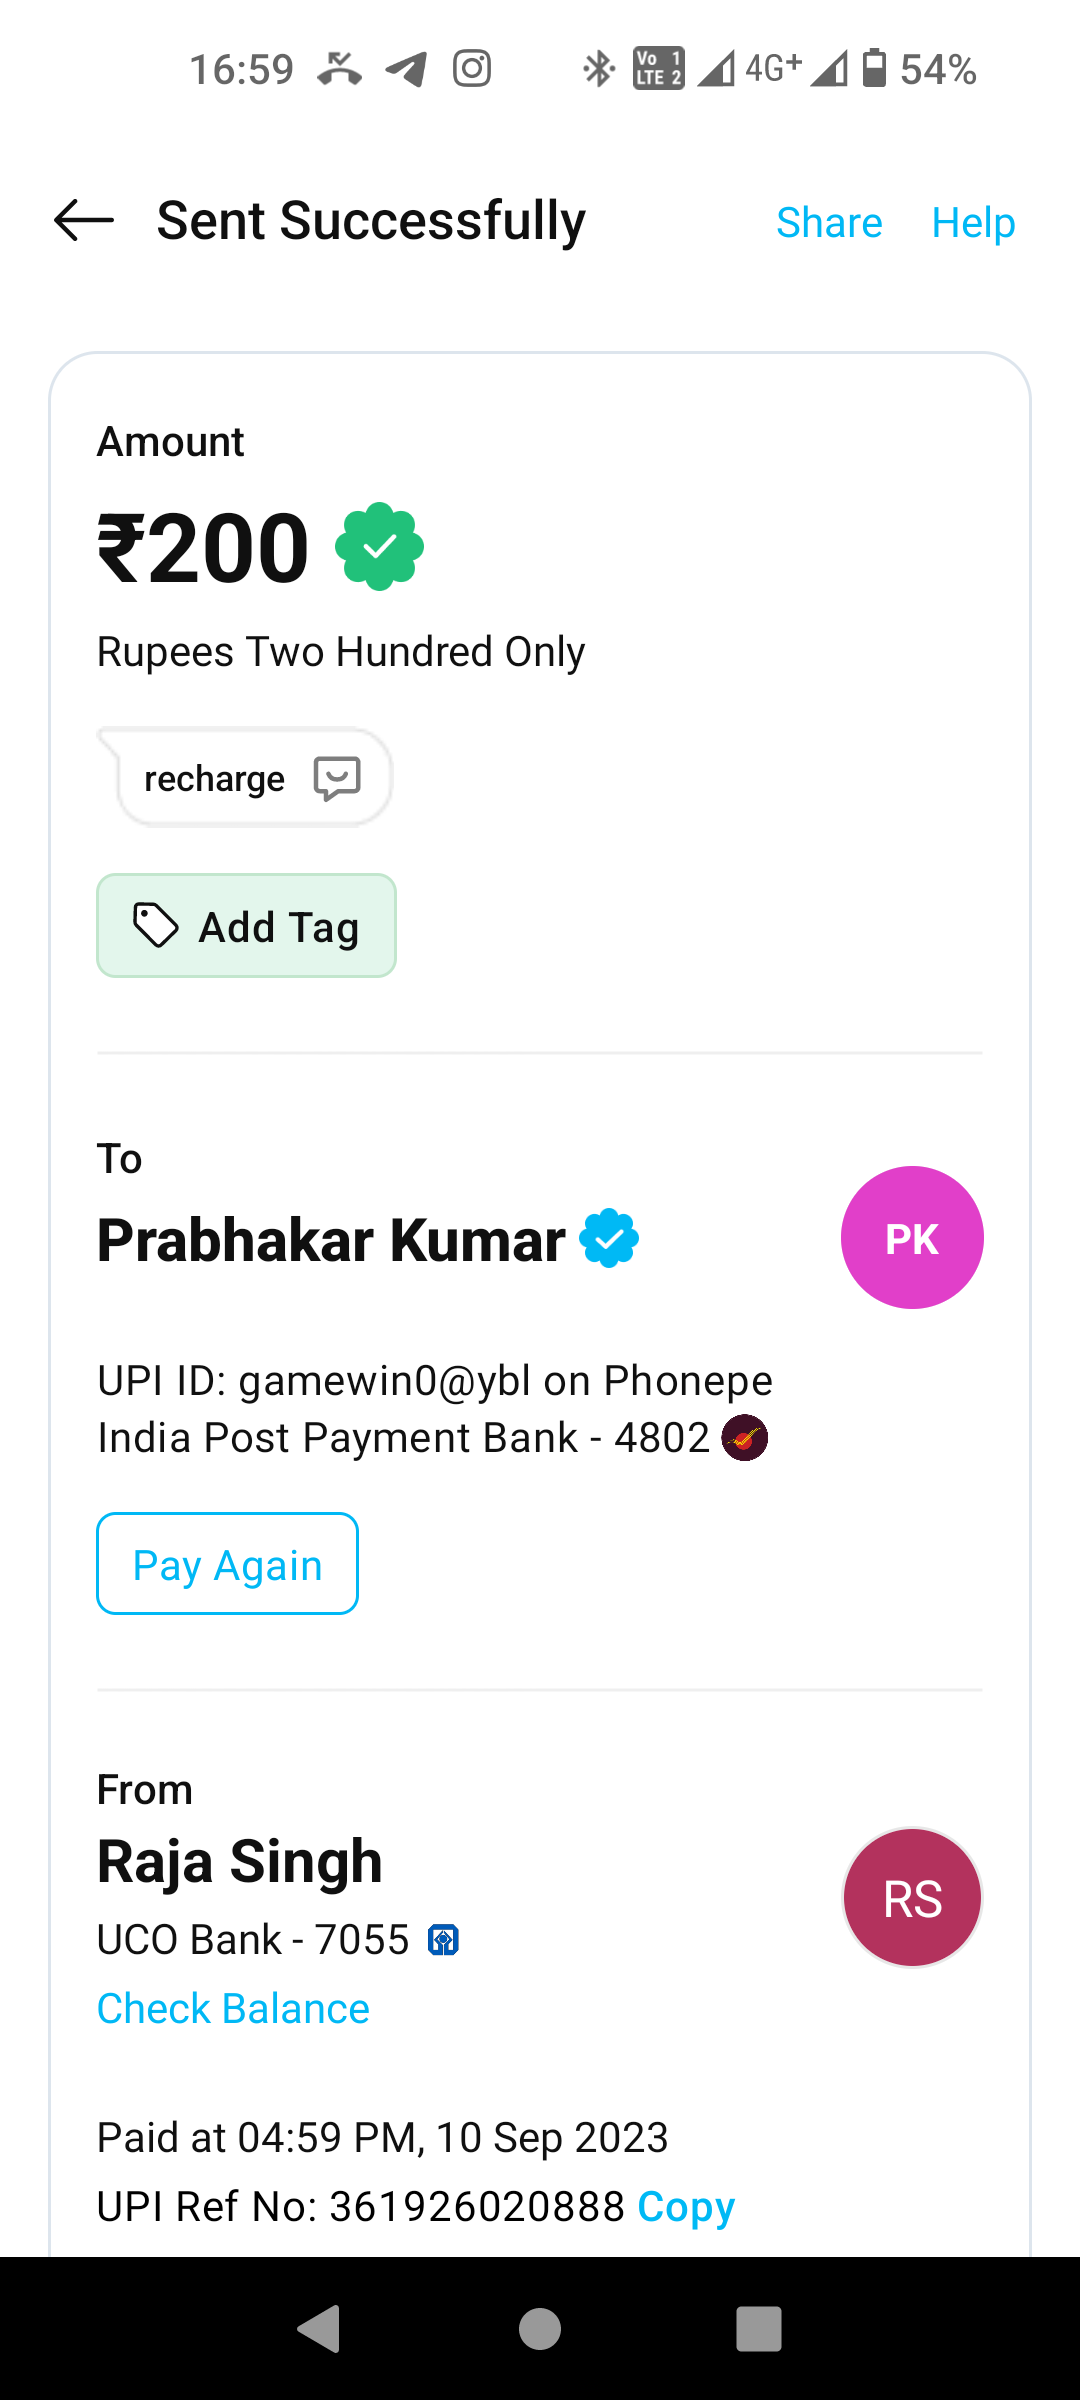 16:59 Vo LTE 1 2 4G+ 54%
Sent Successfully Share Help
Amount
₹200
Rupees Two Hundred Only
recharge
Add Tag
To
Prabhakar Kumar PK
UPI ID: gamewin0@ybl on Phonepe
India Post Payment Bank - 4802
Pay Again
From
Raja Singh RS
UCO Bank - 7055
Check Balance
Paid at 04:59 PM, 10 Sep 2023
UPI Ref No: 361926020888 Copy